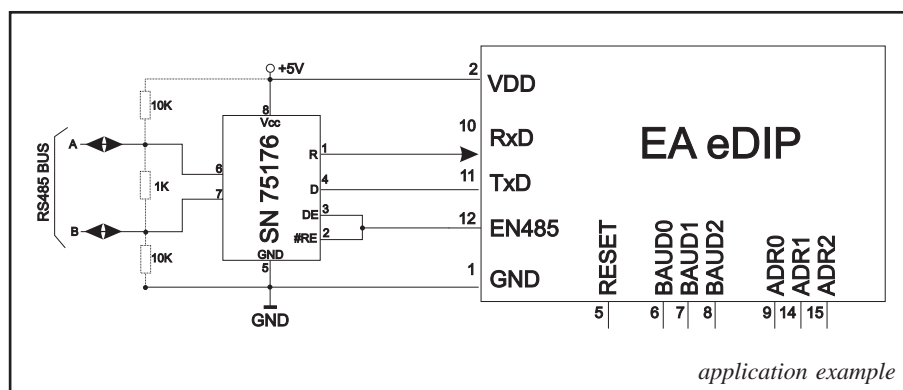 +5V
2
VDD
8
Vcc
10K
10
RxD
EA eDIP
A
RS485 BUS
6
R
1
1K
SN 75176
4
D
11
TxD
7
3
DE
12
EN485
B
2
#RE
10K
GND
5
1
GND
GND
RESET
BAUD0
BAUD1
BAUD2
ADR0
ADR1
ADR2
5
6
7
8
9
14
15
application example